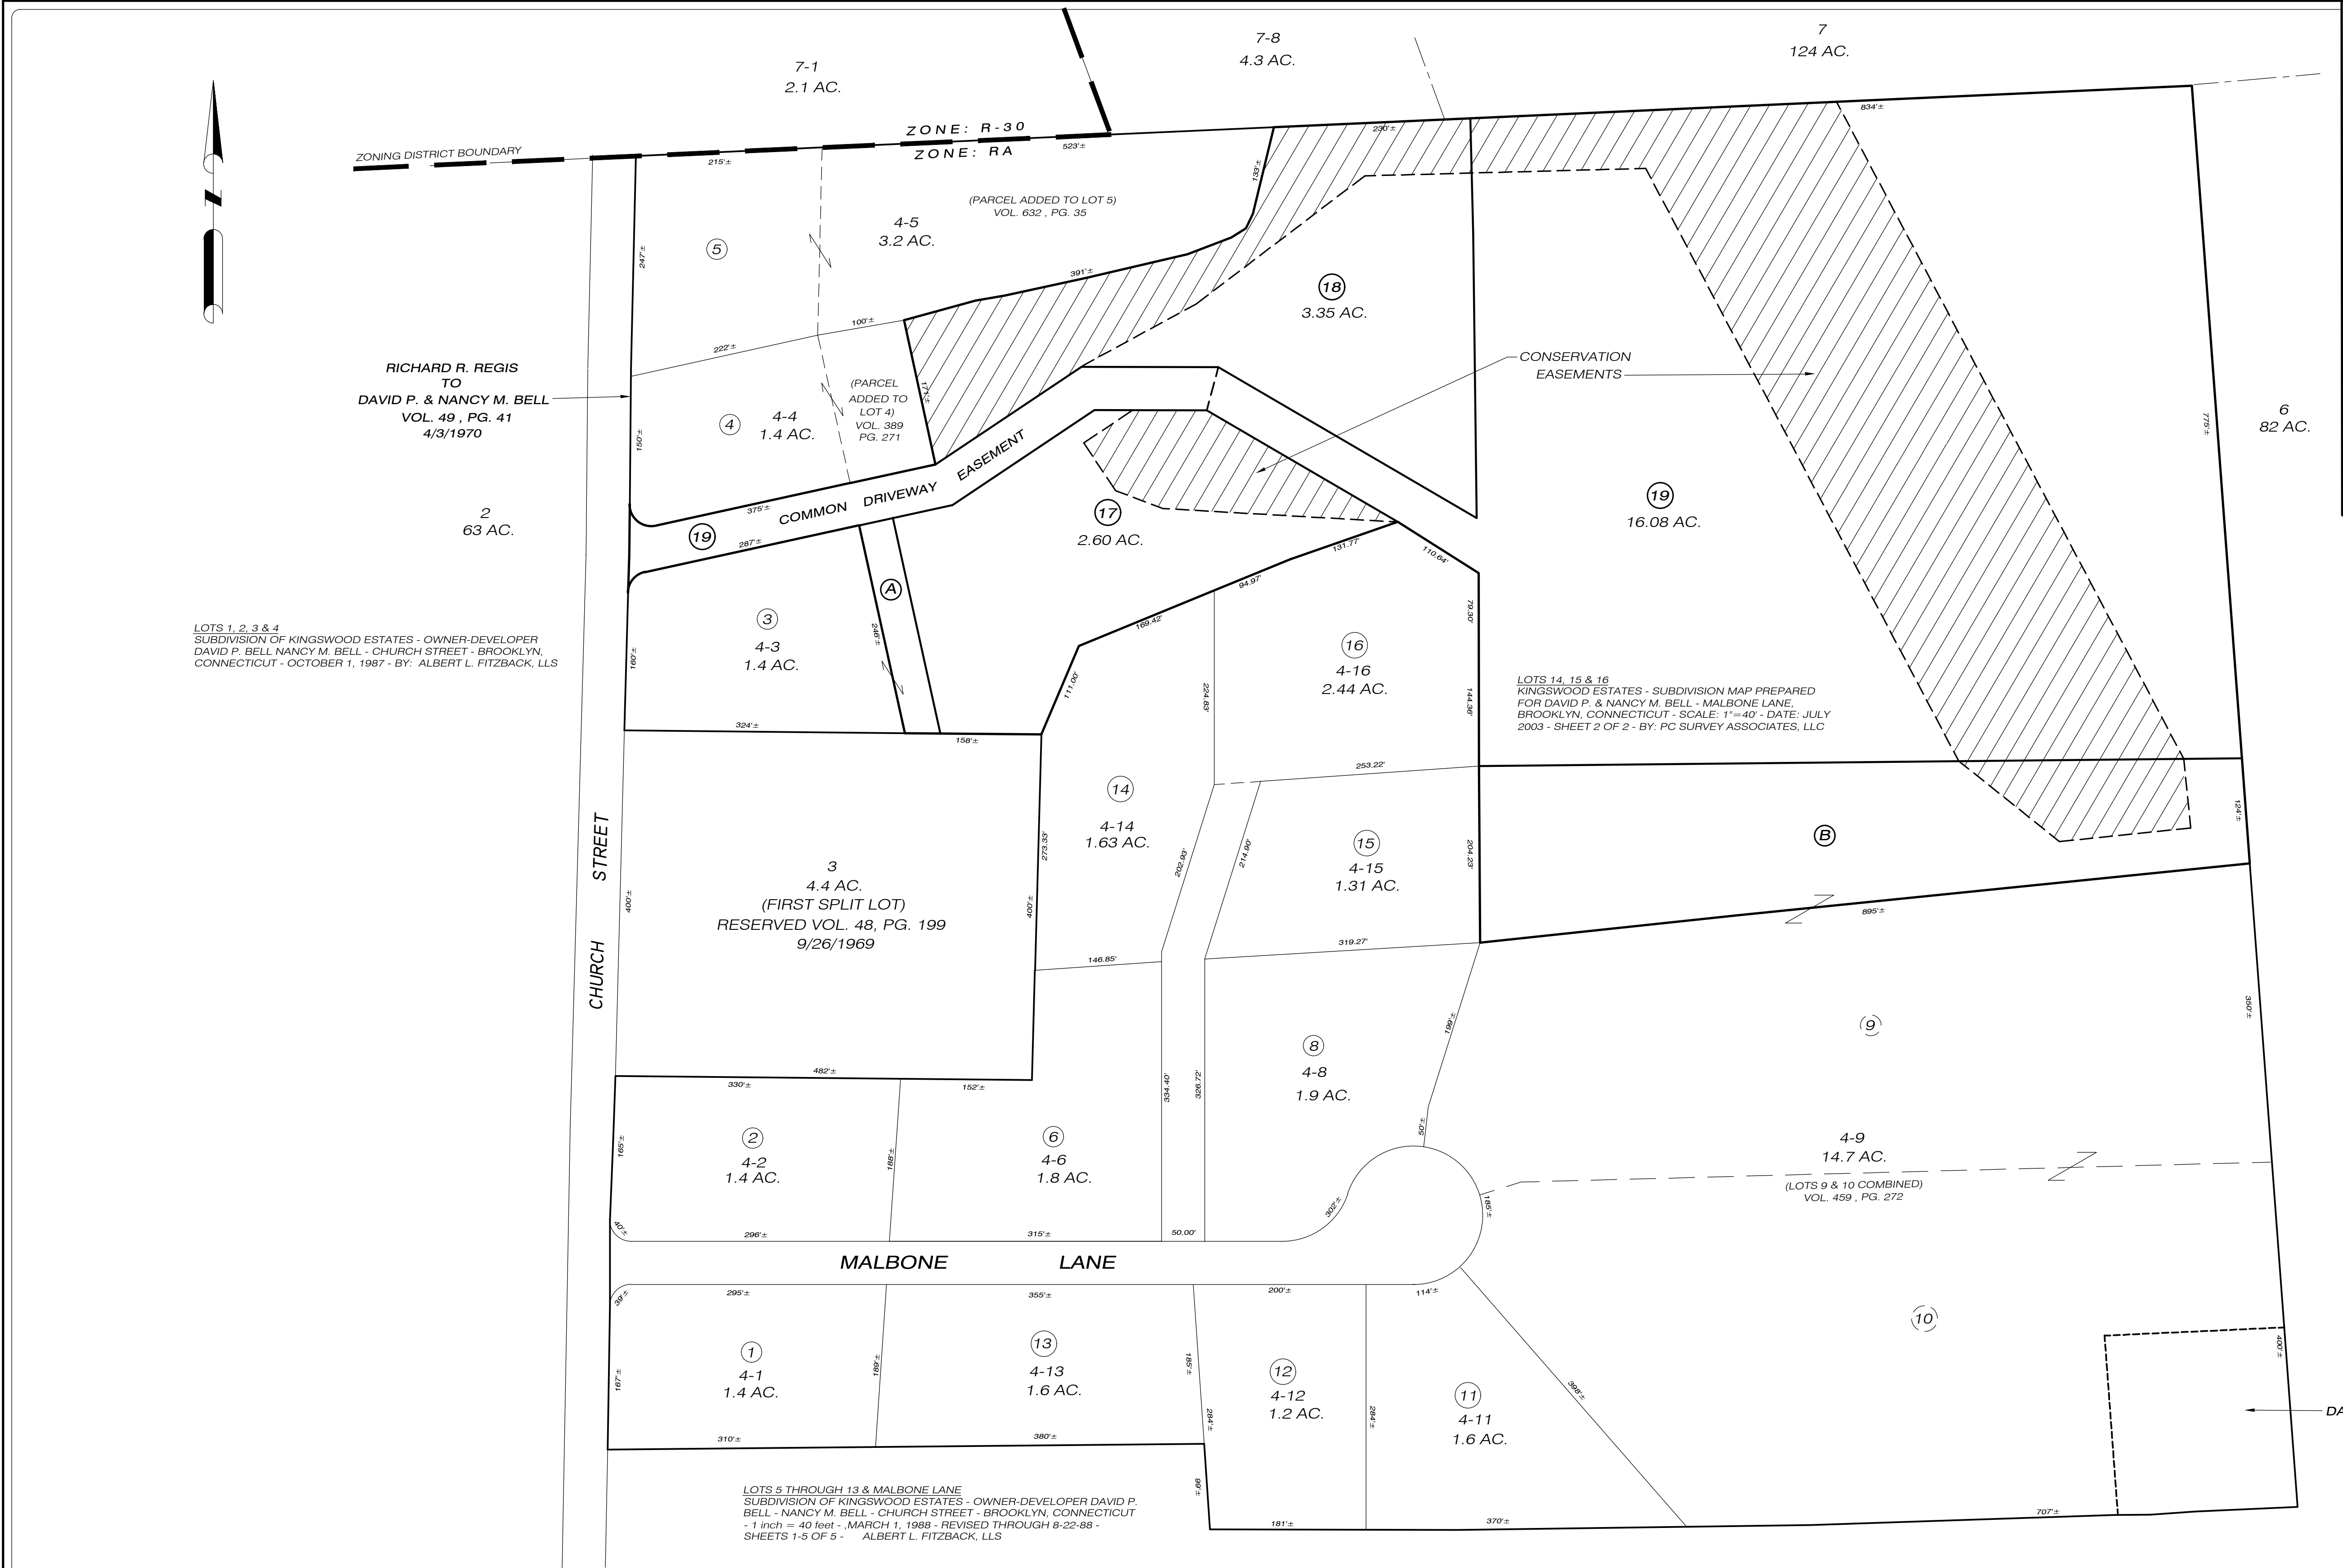 7-1
2.1 AC.
7-8
4.3 AC.
7
124 AC.
N
ZONING DISTRICT BOUNDARY
ZONE: R-30
ZONE: RA
215'±
523'±
230'±
834'±
133'±
(PARCEL ADDED TO LOT 5)
VOL. 632 , PG. 35
4-5
3.2 AC.
5
247'±
391'±
100'±
222'±
18
3.35 AC.
RICHARD R. REGIS
TO
DAVID P. & NANCY M. BELL
VOL. 49 , PG. 41
4/3/1970
CONSERVATION
EASEMENTS
(PARCEL
ADDED TO
LOT 4)
VOL. 389
PG. 271
171'±
4
4-4
1.4 AC.
150'±
775'±
6
82 AC.
2
63 AC.
COMMON DRIVEWAY EASEMENT
375'±
287'±
19
17
2.60 AC.
19
16.08 AC.
131.77'
110.64'
94.97'
169.42'
111.00'
79.30'
A
246'±
3
4-3
1.4 AC.
160'±
324'±
158'±
LOTS 1, 2, 3 & 4
SUBDIVISION OF KINGSWOOD ESTATES - OWNER-DEVELOPER
DAVID P. BELL NANCY M. BELL - CHURCH STREET - BROOKLYN,
CONNECTICUT - OCTOBER 1, 1987 - BY: ALBERT L. FITZBACK, LLS
16
4-16
2.44 AC.
224.83'
144.36'
253.22'
LOTS 14, 15 & 16
KINGSWOOD ESTATES - SUBDIVISION MAP PREPARED
FOR DAVID P. & NANCY M. BELL - MALBONE LANE,
BROOKLYN, CONNECTICUT - SCALE: 1"=40' - DATE: JULY
2003 - SHEET 2 OF 2 - BY: PC SURVEY ASSOCIATES, LLC
14
4-14
1.63 AC.
273.33'
400'±
202.93'
214.90'
15
4-15
1.31 AC.
204.23'
319.27'
146.85'
B
124'±
895'±
3
4.4 AC.
(FIRST SPLIT LOT)
RESERVED VOL. 48, PG. 199
9/26/1969
400'±
CHURCH STREET
482'±
330'±
152'±
334.40'
326.72'
8
4-8
1.9 AC.
199'±
50'±
9
350'±
4-9
14.7 AC.
(LOTS 9 & 10 COMBINED)
VOL. 459 , PG. 272
2
4-2
1.4 AC.
165'±
188'±
6
4-6
1.8 AC.
302'±
185'±
40'±
296'±
315'±
50.00'
MALBONE LANE
39'±
295'±
355'±
200'±
114'±
10
1
4-1
1.4 AC.
167'±
189'±
13
4-13
1.6 AC.
185'±
12
4-12
1.2 AC.
284'±
284'±
11
4-11
1.6 AC.
398'±
400'±
DA
310'±
380'±
99'±
181'±
370'±
707'±
LOTS 5 THROUGH 13 & MALBONE LANE
SUBDIVISION OF KINGSWOOD ESTATES - OWNER-DEVELOPER DAVID P.
BELL - NANCY M. BELL - CHURCH STREET - BROOKLYN, CONNECTICUT
- 1 inch = 40 feet - ,MARCH 1, 1988 - REVISED THROUGH 8-22-88 -
SHEETS 1-5 OF 5 - ALBERT L. FITZBACK, LLS